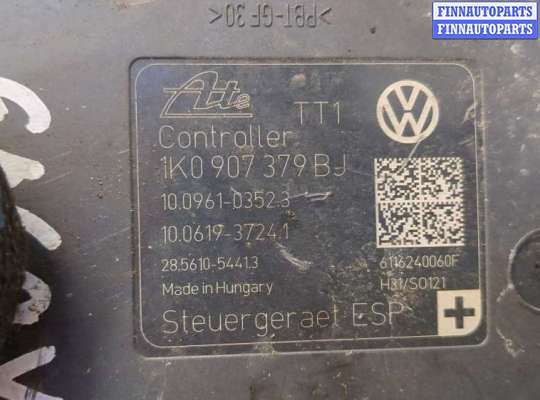 >PBT-GF30<
FINNAUTOPARTS
FINNAUTOPARTS
FINNAUTOPARTS
Ate TT1
Controller
1K0 907 379 BJ
10.0961-0352.3
10.0619-3724.1
28.5610-5441.3 6116240060F
Made in Hungary H31/S0121
Steuergeraet ESP